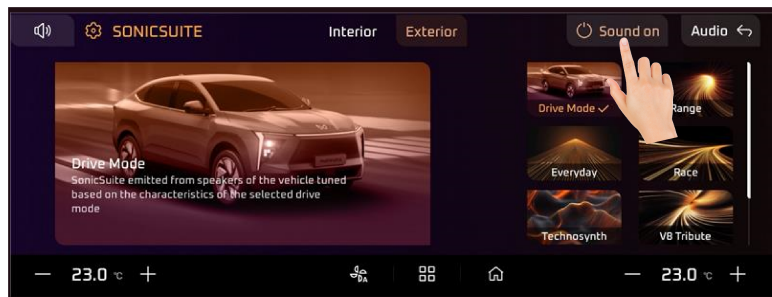 SONICSUITE
Interior
Exterior
Sound on
Audio
Drive Mode
SonicSuite emitted from speakers of the vehicle tuned
based on the characteristics of the selected drive
mode
Drive Mode
Range
Everyday
Race
Technosynth
V8 Tribute
— 23.0 °C +
DA
— 23.0 °C +